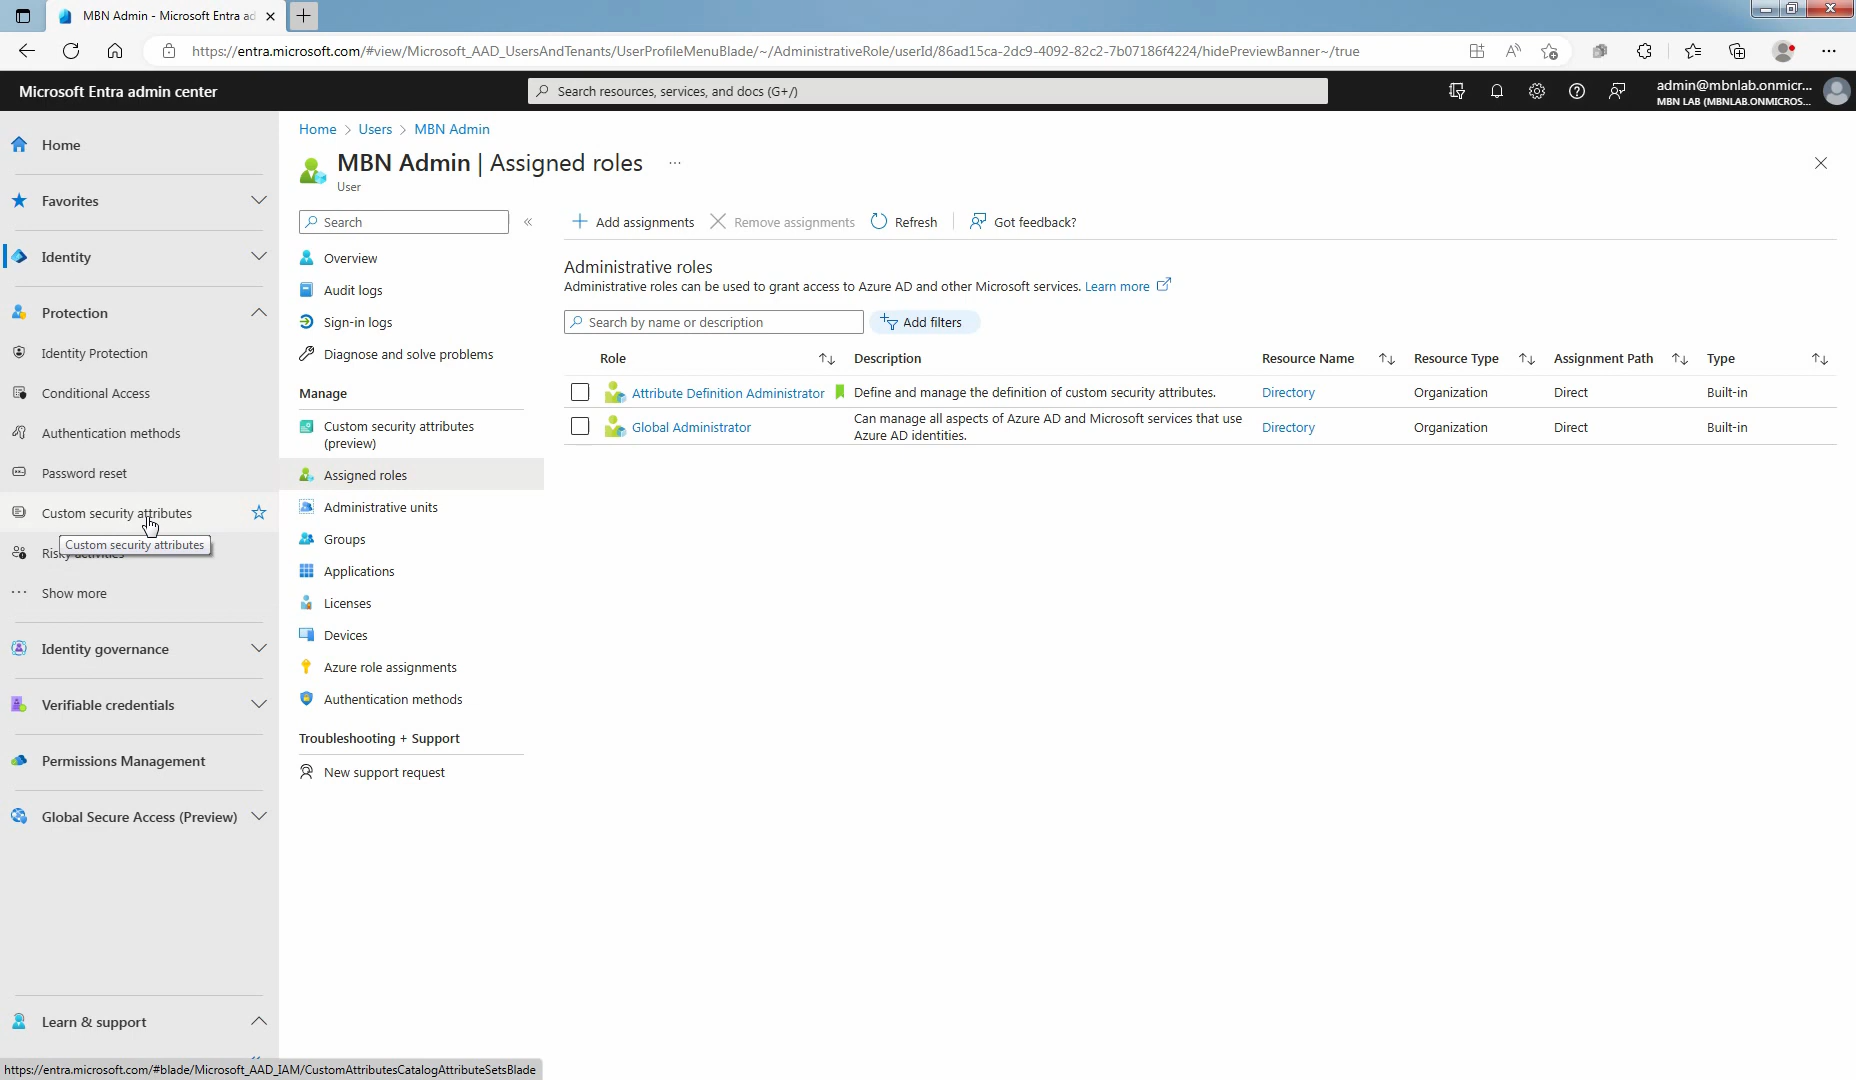 MBN Admin - Microsoft Entra ad
https://entra.microsoft.com/#view/Microsoft_AAD_UsersAndTenants/UserProfileMenuBlade/~/AdministrativeRole/userId/86ad15ca-2dc9-4092-82c2-7b07186f4224/hidePreviewBanner~/true
Microsoft Entra admin center
Search resources, services, and docs (G+/)
admin@mbnlab.onmicr...
MBN LAB (MBNLAB.ONMICROS...
Home
Favorites
Identity
Protection
Identity Protection
Conditional Access
Authentication methods
Password reset
Custom security attributes
Custom security attributes
Risky activities
Show more
Identity governance
Verifiable credentials
Permissions Management
Global Secure Access (Preview)
Learn & support
https://entra.microsoft.com/#blade/Microsoft_AAD_IAM/CustomAttributesCatalogAttributeSetsBlade
Home > Users > MBN Admin
MBN Admin | Assigned roles ...
User
Search
Overview
Audit logs
Sign-in logs
Diagnose and solve problems
Manage
Custom security attributes
(preview)
Assigned roles
Administrative units
Groups
Applications
Licenses
Devices
Azure role assignments
Authentication methods
Troubleshooting + Support
New support request
Add assignments Remove assignments Refresh Got feedback?
Administrative roles
Administrative roles can be used to grant access to Azure AD and other Microsoft services. Learn more
Search by name or description Add filters
Role Description Resource Name Resource Type Assignment Path Type
Attribute Definition Administrator Define and manage the definition of custom security attributes. Directory Organization Direct Built-in
Global Administrator Can manage all aspects of Azure AD and Microsoft services that use Directory Organization Direct Built-in
Azure AD identities.